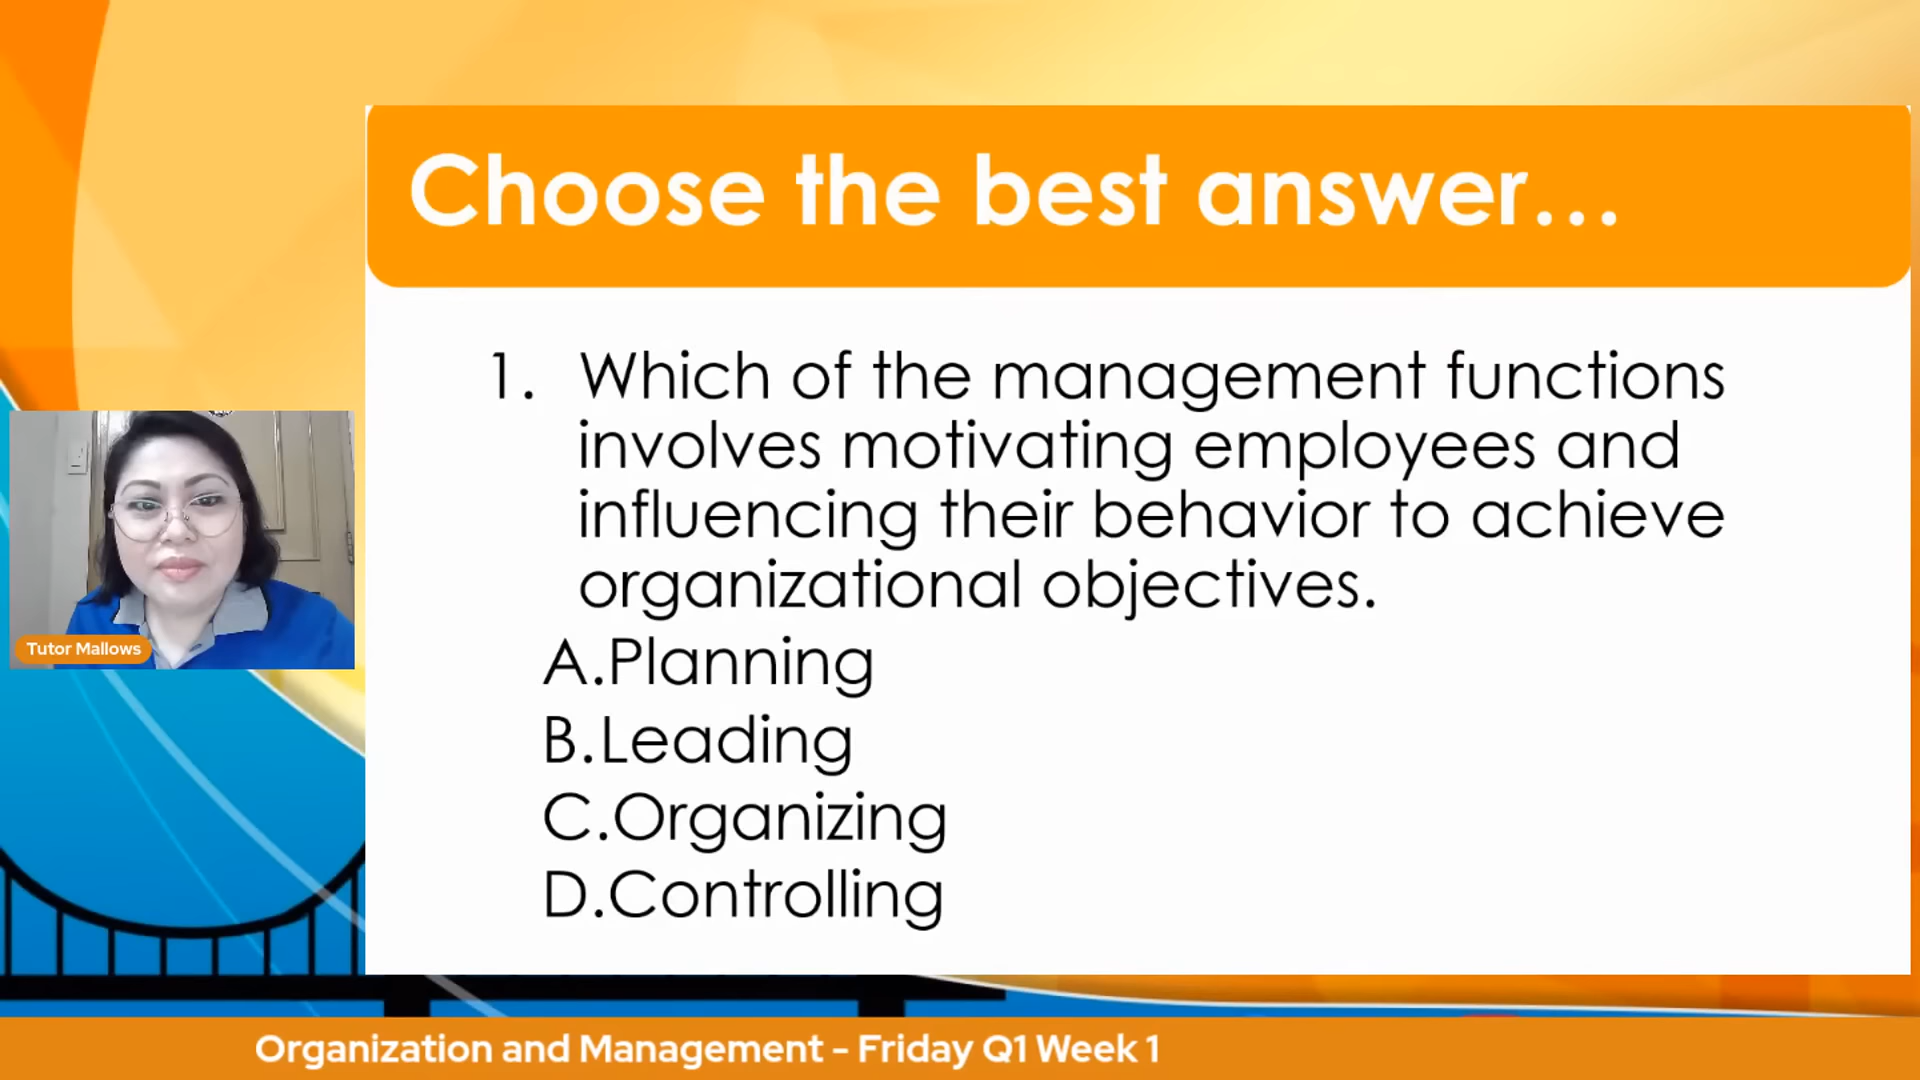 Choose the best answer...
1. Which of the management functions
involves motivating employees and
influencing their behavior to achieve
organizational objectives.
A.Planning
B.Leading
C.Organizing
D.Controlling
Tutor Mallows
Organization and Management - Friday Q1 Week 1